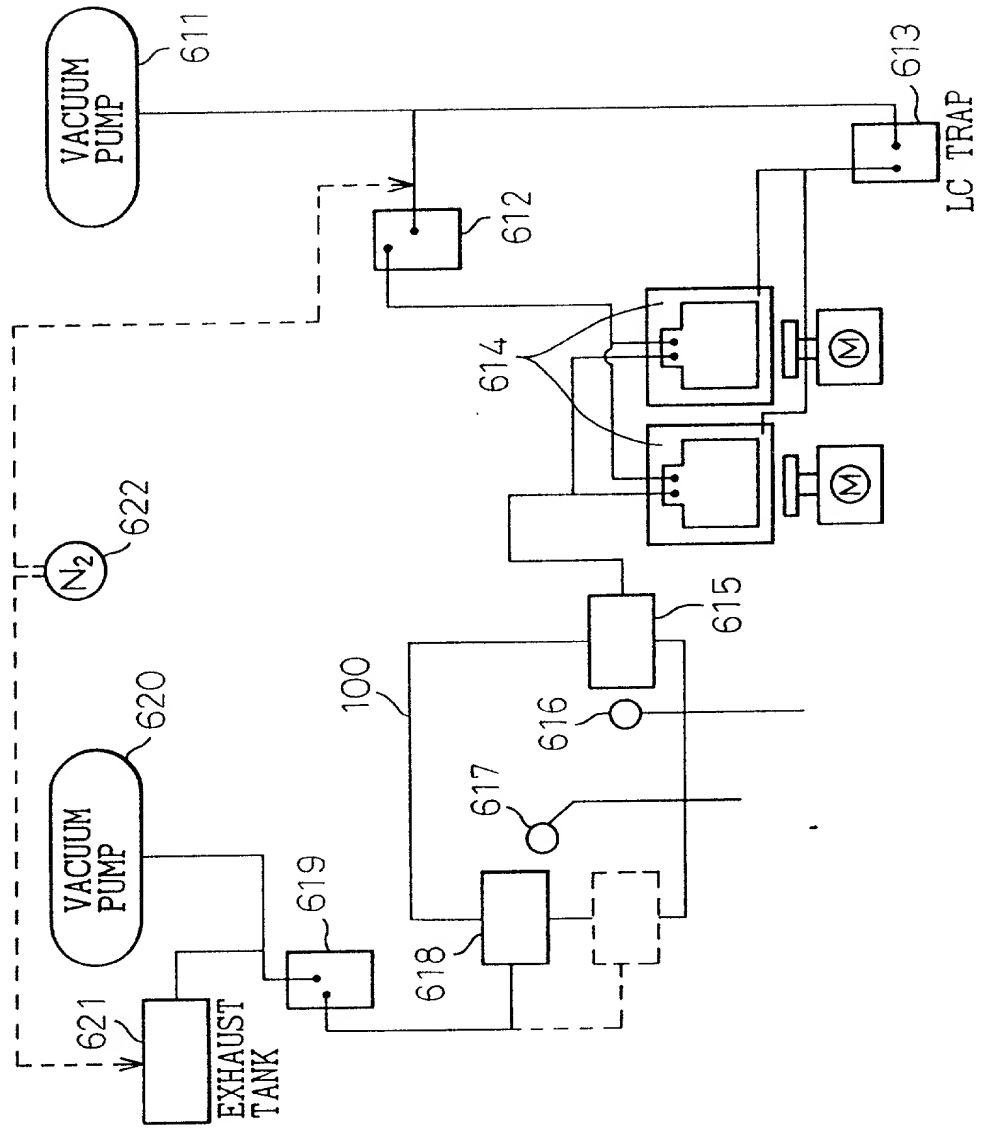 VACUUM
PUMP
620
N2
622
VACUUM
PUMP
611
621
EXHAUST
TANK
619
612
100
614
618
617
616
615
M
M
613
LC TRAP